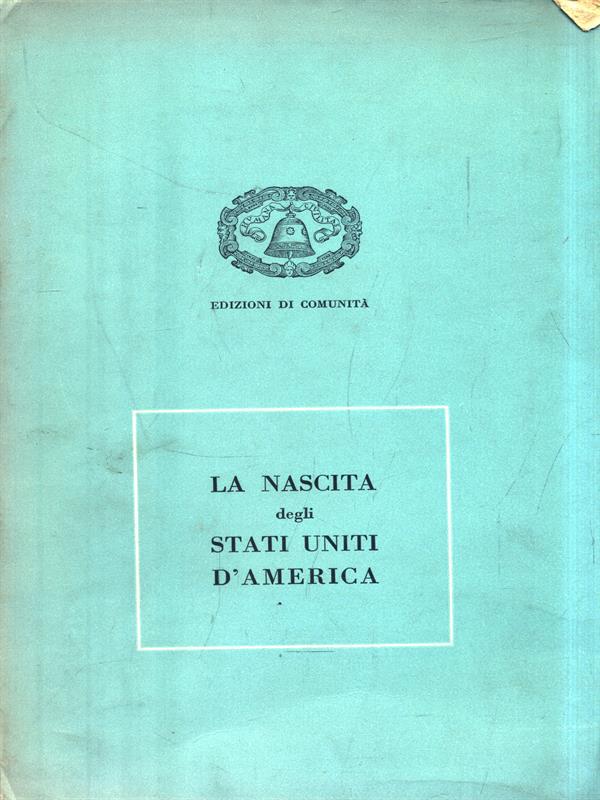 EDIZIONI DI COMUNITÀ
LA NASCITA
degli
STATI UNITI
D'AMERICA